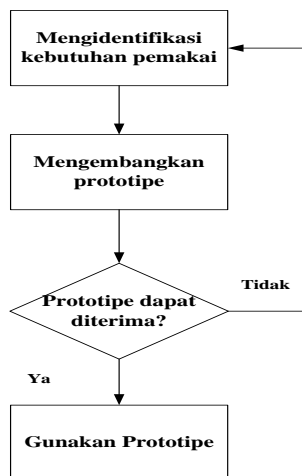 Mengidentifikasi
kebutuhan pemakai
Mengembangkan
prototipe
Prototipe dapat
diterima?
Tidak
Ya
Gunakan Prototipe